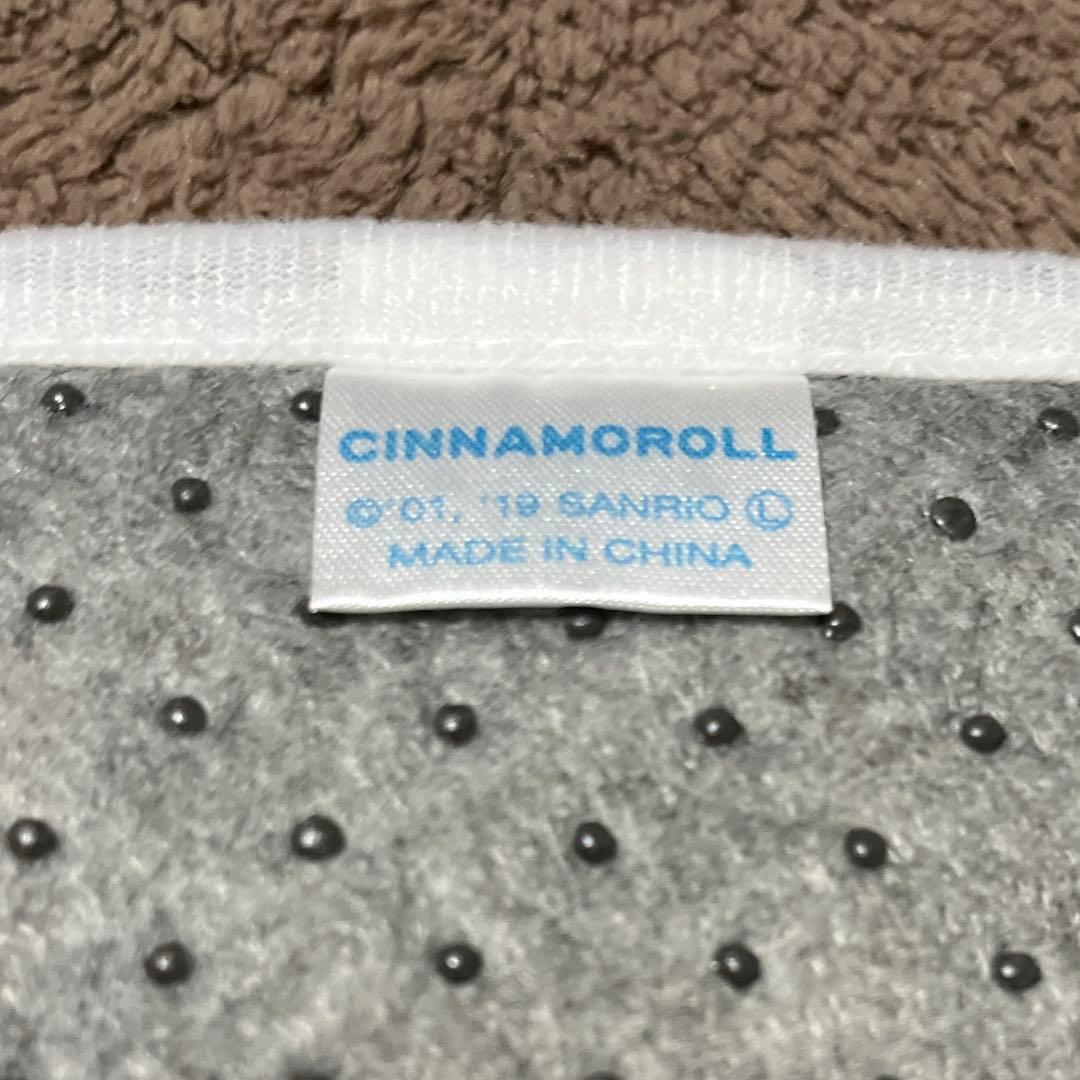 CINNAMOROLL
©'01, '19 SANRIO Ⓛ
MADE IN CHINA